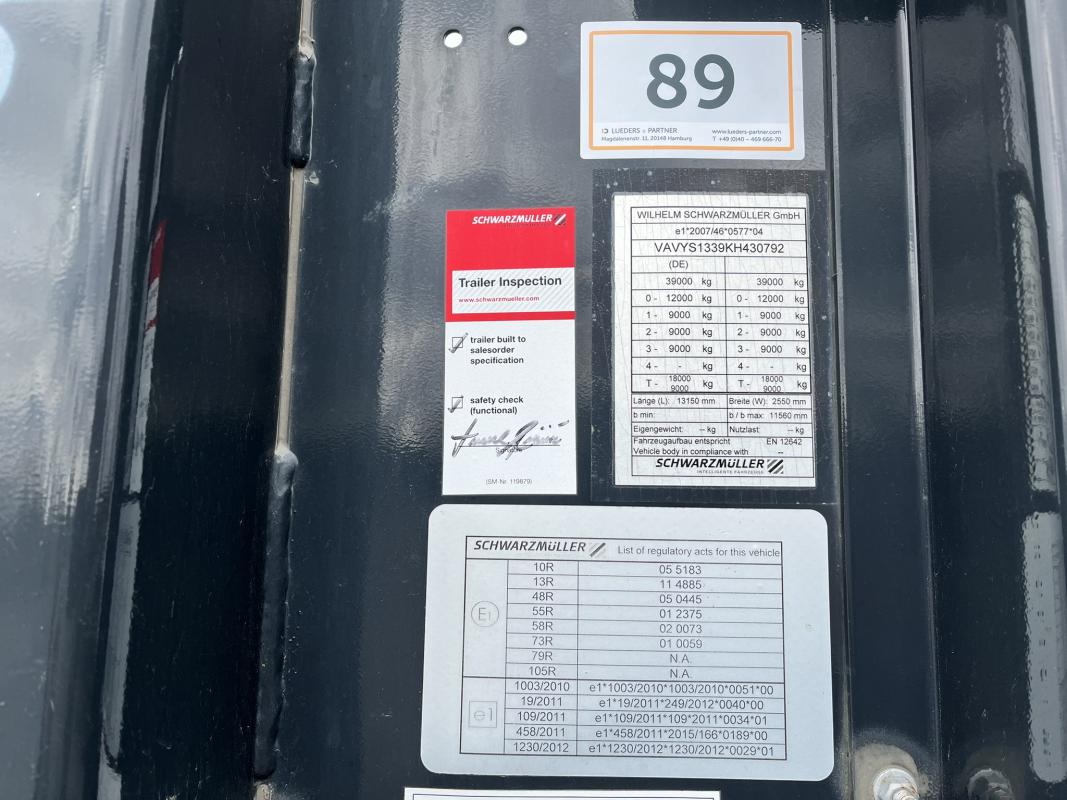 89
LUEDERS + PARTNER www.lueders-partner.com
Magdalenenstr. 11, 20148 Hamburg T +49 (0)40 – 469 666-70
SCHWARZMÜLLER
Trailer Inspection
www.schwarzmueller.com
trailer built to
salesorder
specification
safety check
(functional)
(SM-Nr. 119879)
WILHELM SCHWARZMÜLLER GmbH
e1*2007/46*0577*04
VAVYS1339KH430792
(DE)
39000 kg 39000 kg
0 - 12000 kg 0 - 12000 kg
1 - 9000 kg 1 - 9000 kg
2 - 9000 kg 2 - 9000 kg
3 - 9000 kg 3 - 9000 kg
4 - - kg 4 - - kg
T - 18000 9000 kg T - 18000 9000 kg
Länge (L): 13150 mm Breite (W): 2550 mm
b min: b / b max: 11560 mm
Eigengewicht: -- kg Nutzlast: -- kg
Fahrzeugaufbau entspricht EN 12642
Vehicle body in compliance with --
SCHWARZMÜLLER
INTELLIGENTE FAHRZEUGE
SCHWARZMÜLLER List of regulatory acts for this vehicle
E1
10R 05 5183
13R 11 4885
48R 05 0445
55R 01 2375
58R 02 0073
73R 01 0059
79R N.A.
105R N.A.
e1
1003/2010 e1*1003/2010*1003/2010*0051*00
19/2011 e1*19/2011*249/2012*0040*00
109/2011 e1*109/2011*109*2011*0034*01
458/2011 e1*458/2011*2015/166*0189*00
1230/2012 e1*1230/2012*1230/2012*0029*01